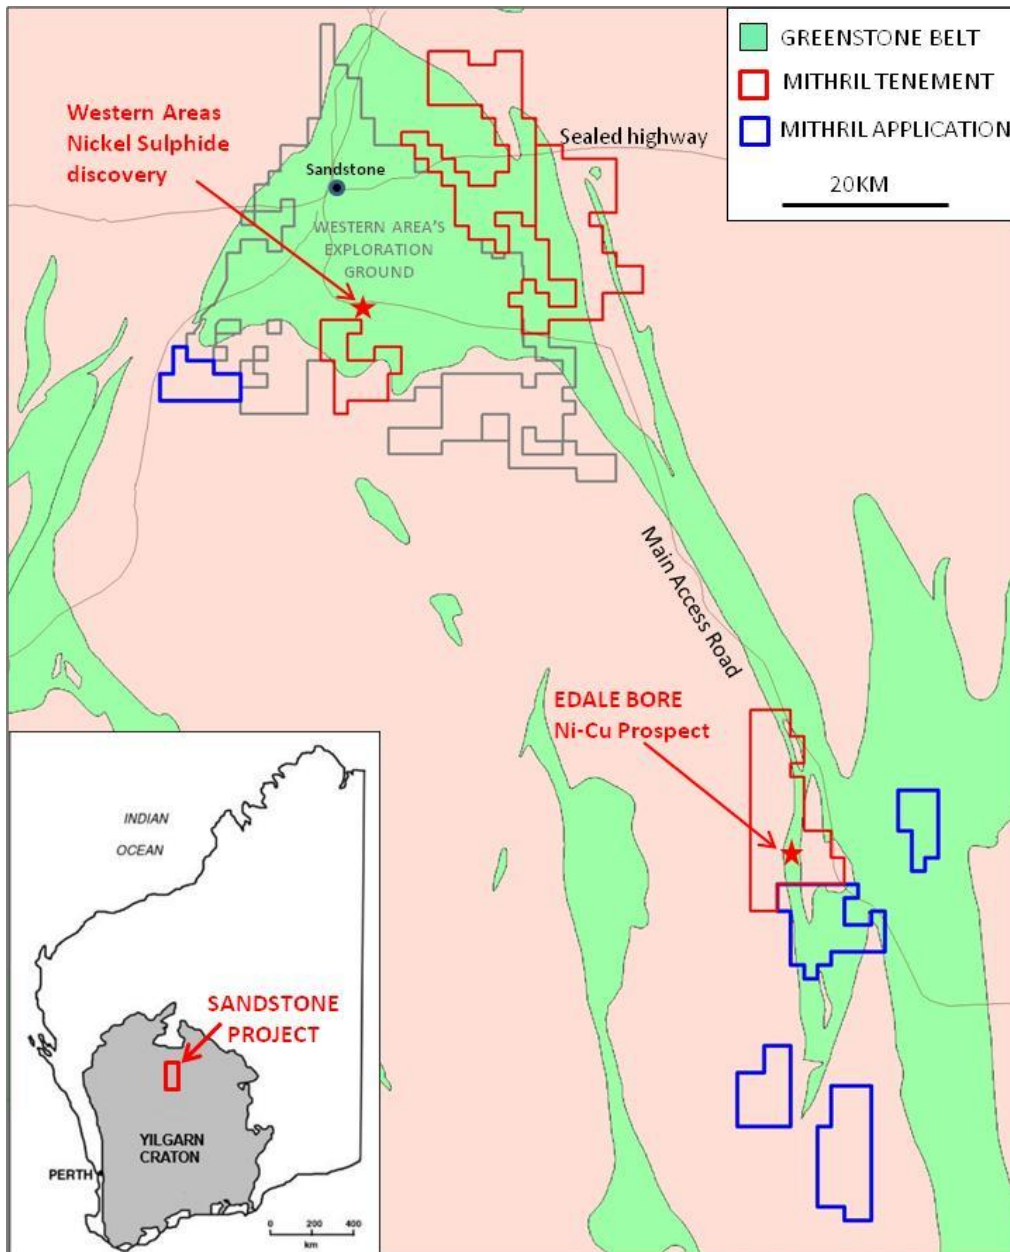 GREENSTONE BELT
MITHRIL TENEMENT
MITHRIL APPLICATION
20KM
Western Areas
Nickel Sulphide
discovery
Sealed highway
Sandstone
WESTERN AREA'S
EXPLORATION
GROUND
Main Access Road
EDALE BORE
Ni-Cu Prospect
INDIAN
OCEAN
SANDSTONE
PROJECT
YILGARN
CRATON
PERTH
0 200 400
km